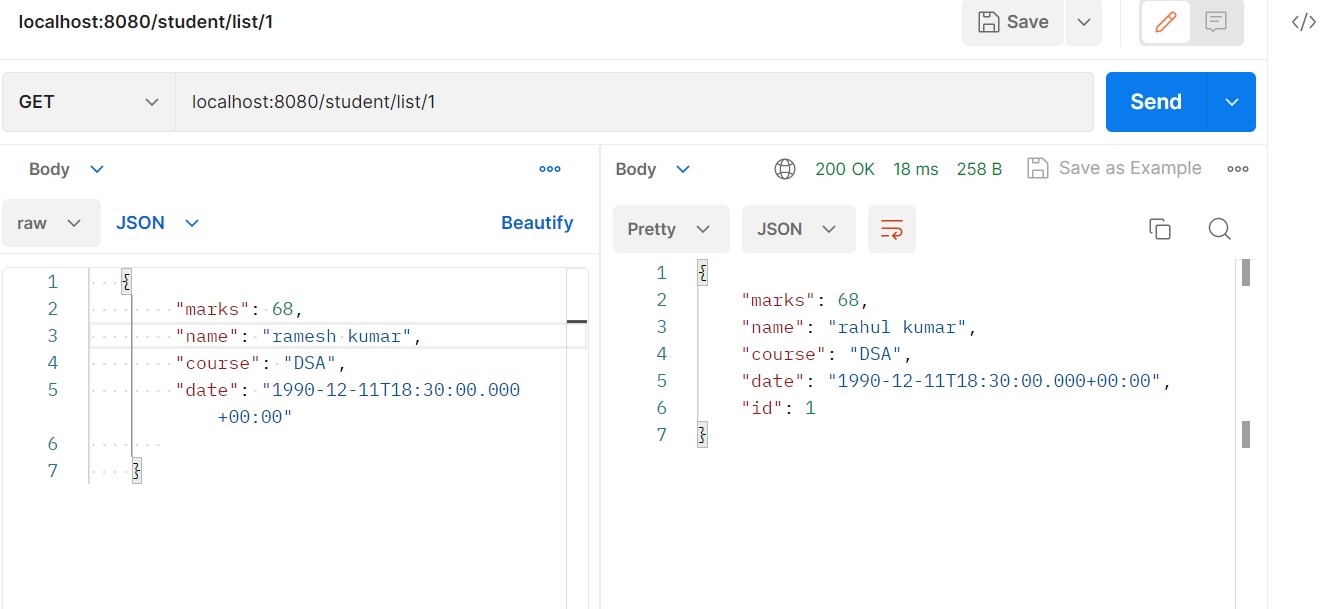 localhost:8080/student/list/1
Save
</>
GET
localhost:8080/student/list/1
Send
Body
Body
200 OK 18 ms 258 B
Save as Example
raw
JSON
Beautify
Pretty
JSON
1 {
2 "marks": 68,
3 "name": "ramesh kumar",
4 "course": "DSA",
5 "date": "1990-12-11T18:30:00.000
+00:00"
6
7 }
1 {
2 "marks": 68,
3 "name": "rahul kumar",
4 "course": "DSA",
5 "date": "1990-12-11T18:30:00.000+00:00",
6 "id": 1
7 }